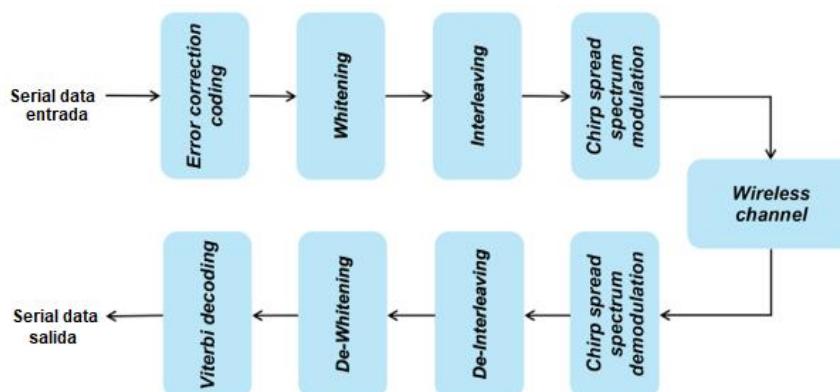 Serial data
entrada
Error correction
coding
Whitening
Interleaving
Chirp spread
spectrum
modulation
Wireless
channel
Serial data
salida
Viterbi decoding
De-Whitening
De-Interleaving
Chirp spread
spectrum
demodulation